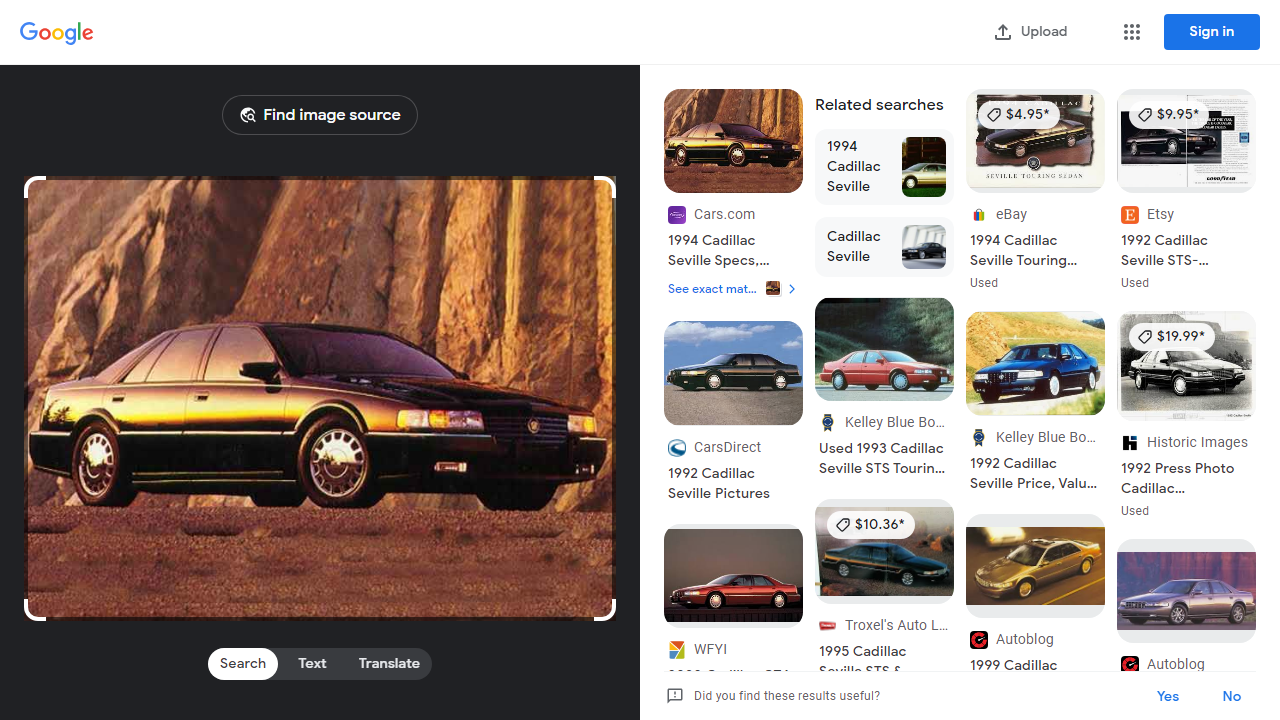 Google
Upload
Sign in
Find image source
Search
Text
Translate
Cars.com
1994 Cadillac
Seville Specs,...
See exact mat...
CarsDirect
1992 Cadillac
Seville Pictures
WFYI
Related searches
1994
Cadillac
Seville
Cadillac
Seville
Kelley Blue Bo...
Used 1993 Cadillac
Seville STS Tourin...
$10.36*
Troxel's Auto L...
1995 Cadillac
Seville STS &
$4.95*
SEVILLE TOURING SEDAN
eBay
1994 Cadillac
Seville Touring...
Used
Kelley Blue Bo...
1992 Cadillac
Seville Price, Valu...
Autoblog
1999 Cadillac
$9.95*
GOODYEAR
Etsy
1992 Cadillac
Seville STS-...
Used
$19.99*
Historic Images
1992 Press Photo
Cadillac...
Used
Autoblog
Did you find these results useful?
Yes
No